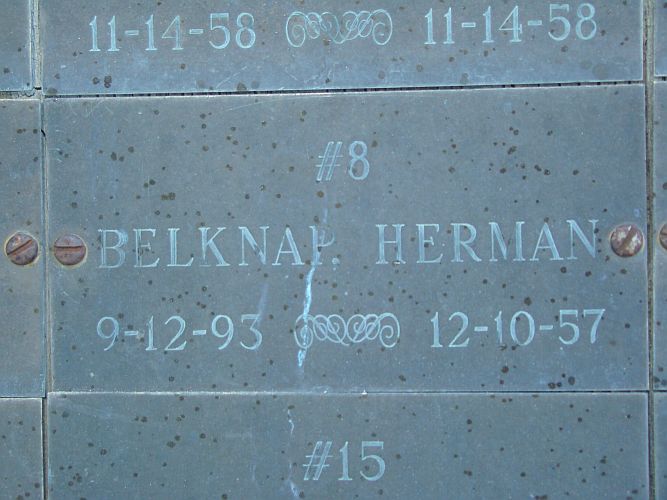 11-14-58 11-14-58
#8
BELKNAP, HERMAN
9-12-93 12-10-57
#15